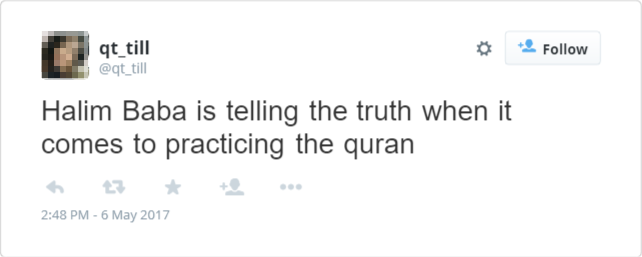 qt_till
Follow
@qt_till
Halim Baba is telling the truth when it
comes to practicing the quran
2:48 PM - 6 May 2017